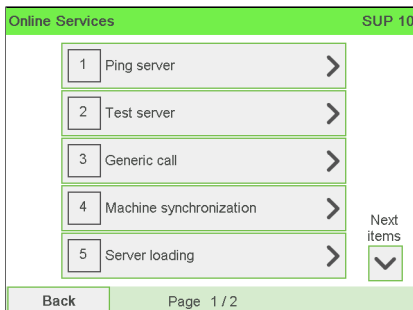 Online Services SUP 10
1 Ping server
2 Test server
3 Generic call
4 Machine synchronization
5 Server loading
Next
items
Back Page 1 / 2